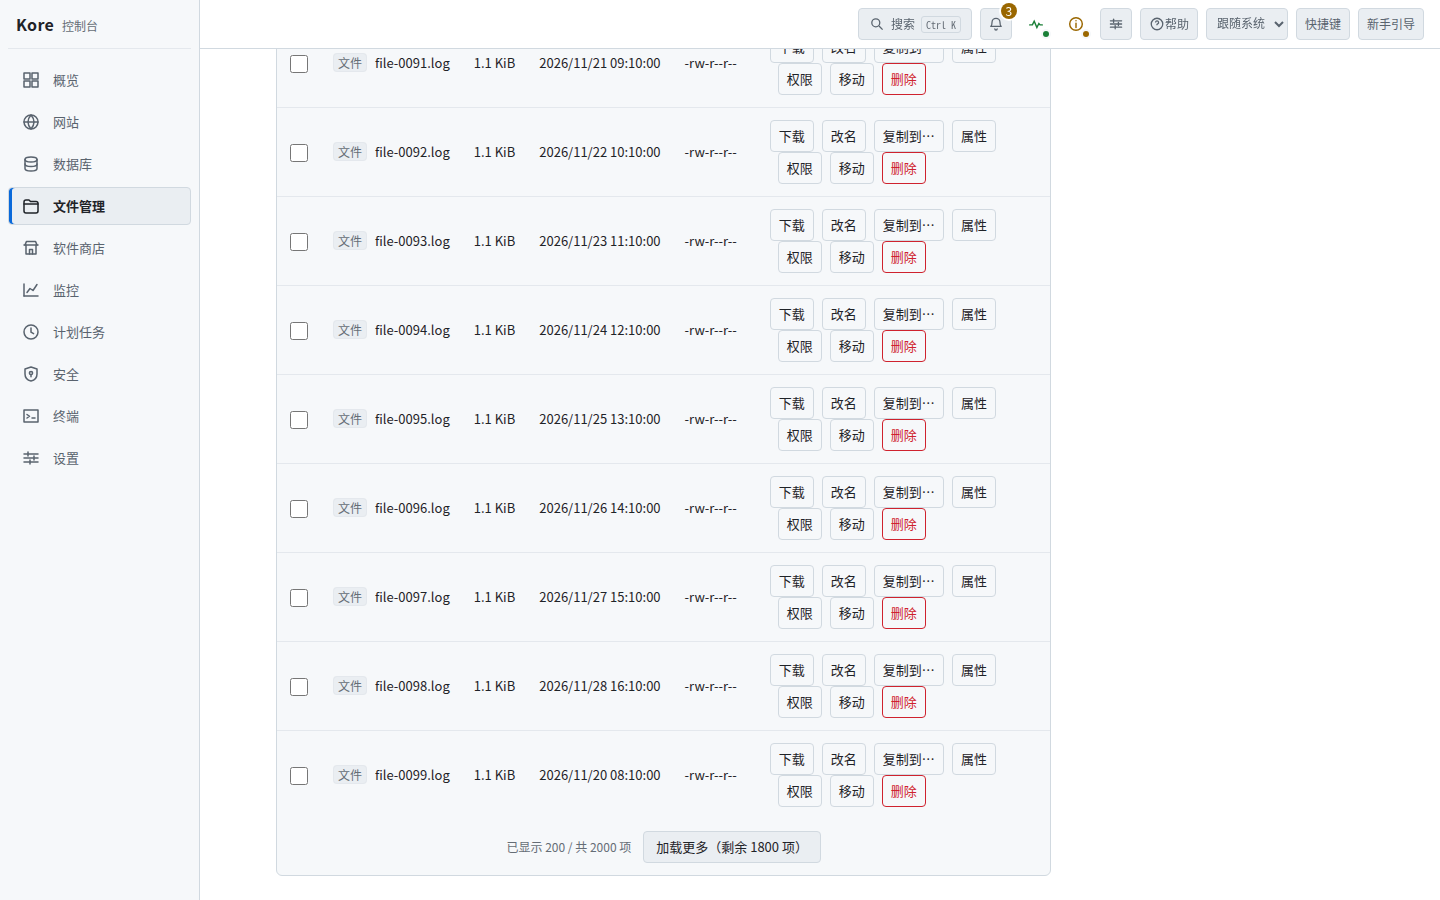 Kore 控制台
搜索 Ctrl K
3
帮助
跟随系统
快捷键
新手引导
概览
网站
数据库
文件管理
软件商店
监控
计划任务
安全
终端
设置
文件 file-0091.log 1.1 KiB 2026/11/21 09:10:00 -rw-r--r-- 下载 改名 复制到… 属性
权限 移动 删除
文件 file-0092.log 1.1 KiB 2026/11/22 10:10:00 -rw-r--r-- 下载 改名 复制到… 属性
权限 移动 删除
文件 file-0093.log 1.1 KiB 2026/11/23 11:10:00 -rw-r--r-- 下载 改名 复制到… 属性
权限 移动 删除
文件 file-0094.log 1.1 KiB 2026/11/24 12:10:00 -rw-r--r-- 下载 改名 复制到… 属性
权限 移动 删除
文件 file-0095.log 1.1 KiB 2026/11/25 13:10:00 -rw-r--r-- 下载 改名 复制到… 属性
权限 移动 删除
文件 file-0096.log 1.1 KiB 2026/11/26 14:10:00 -rw-r--r-- 下载 改名 复制到… 属性
权限 移动 删除
文件 file-0097.log 1.1 KiB 2026/11/27 15:10:00 -rw-r--r-- 下载 改名 复制到… 属性
权限 移动 删除
文件 file-0098.log 1.1 KiB 2026/11/28 16:10:00 -rw-r--r-- 下载 改名 复制到… 属性
权限 移动 删除
文件 file-0099.log 1.1 KiB 2026/11/20 08:10:00 -rw-r--r-- 下载 改名 复制到… 属性
权限 移动 删除
已显示 200 / 共 2000 项 加载更多（剩余 1800 项）